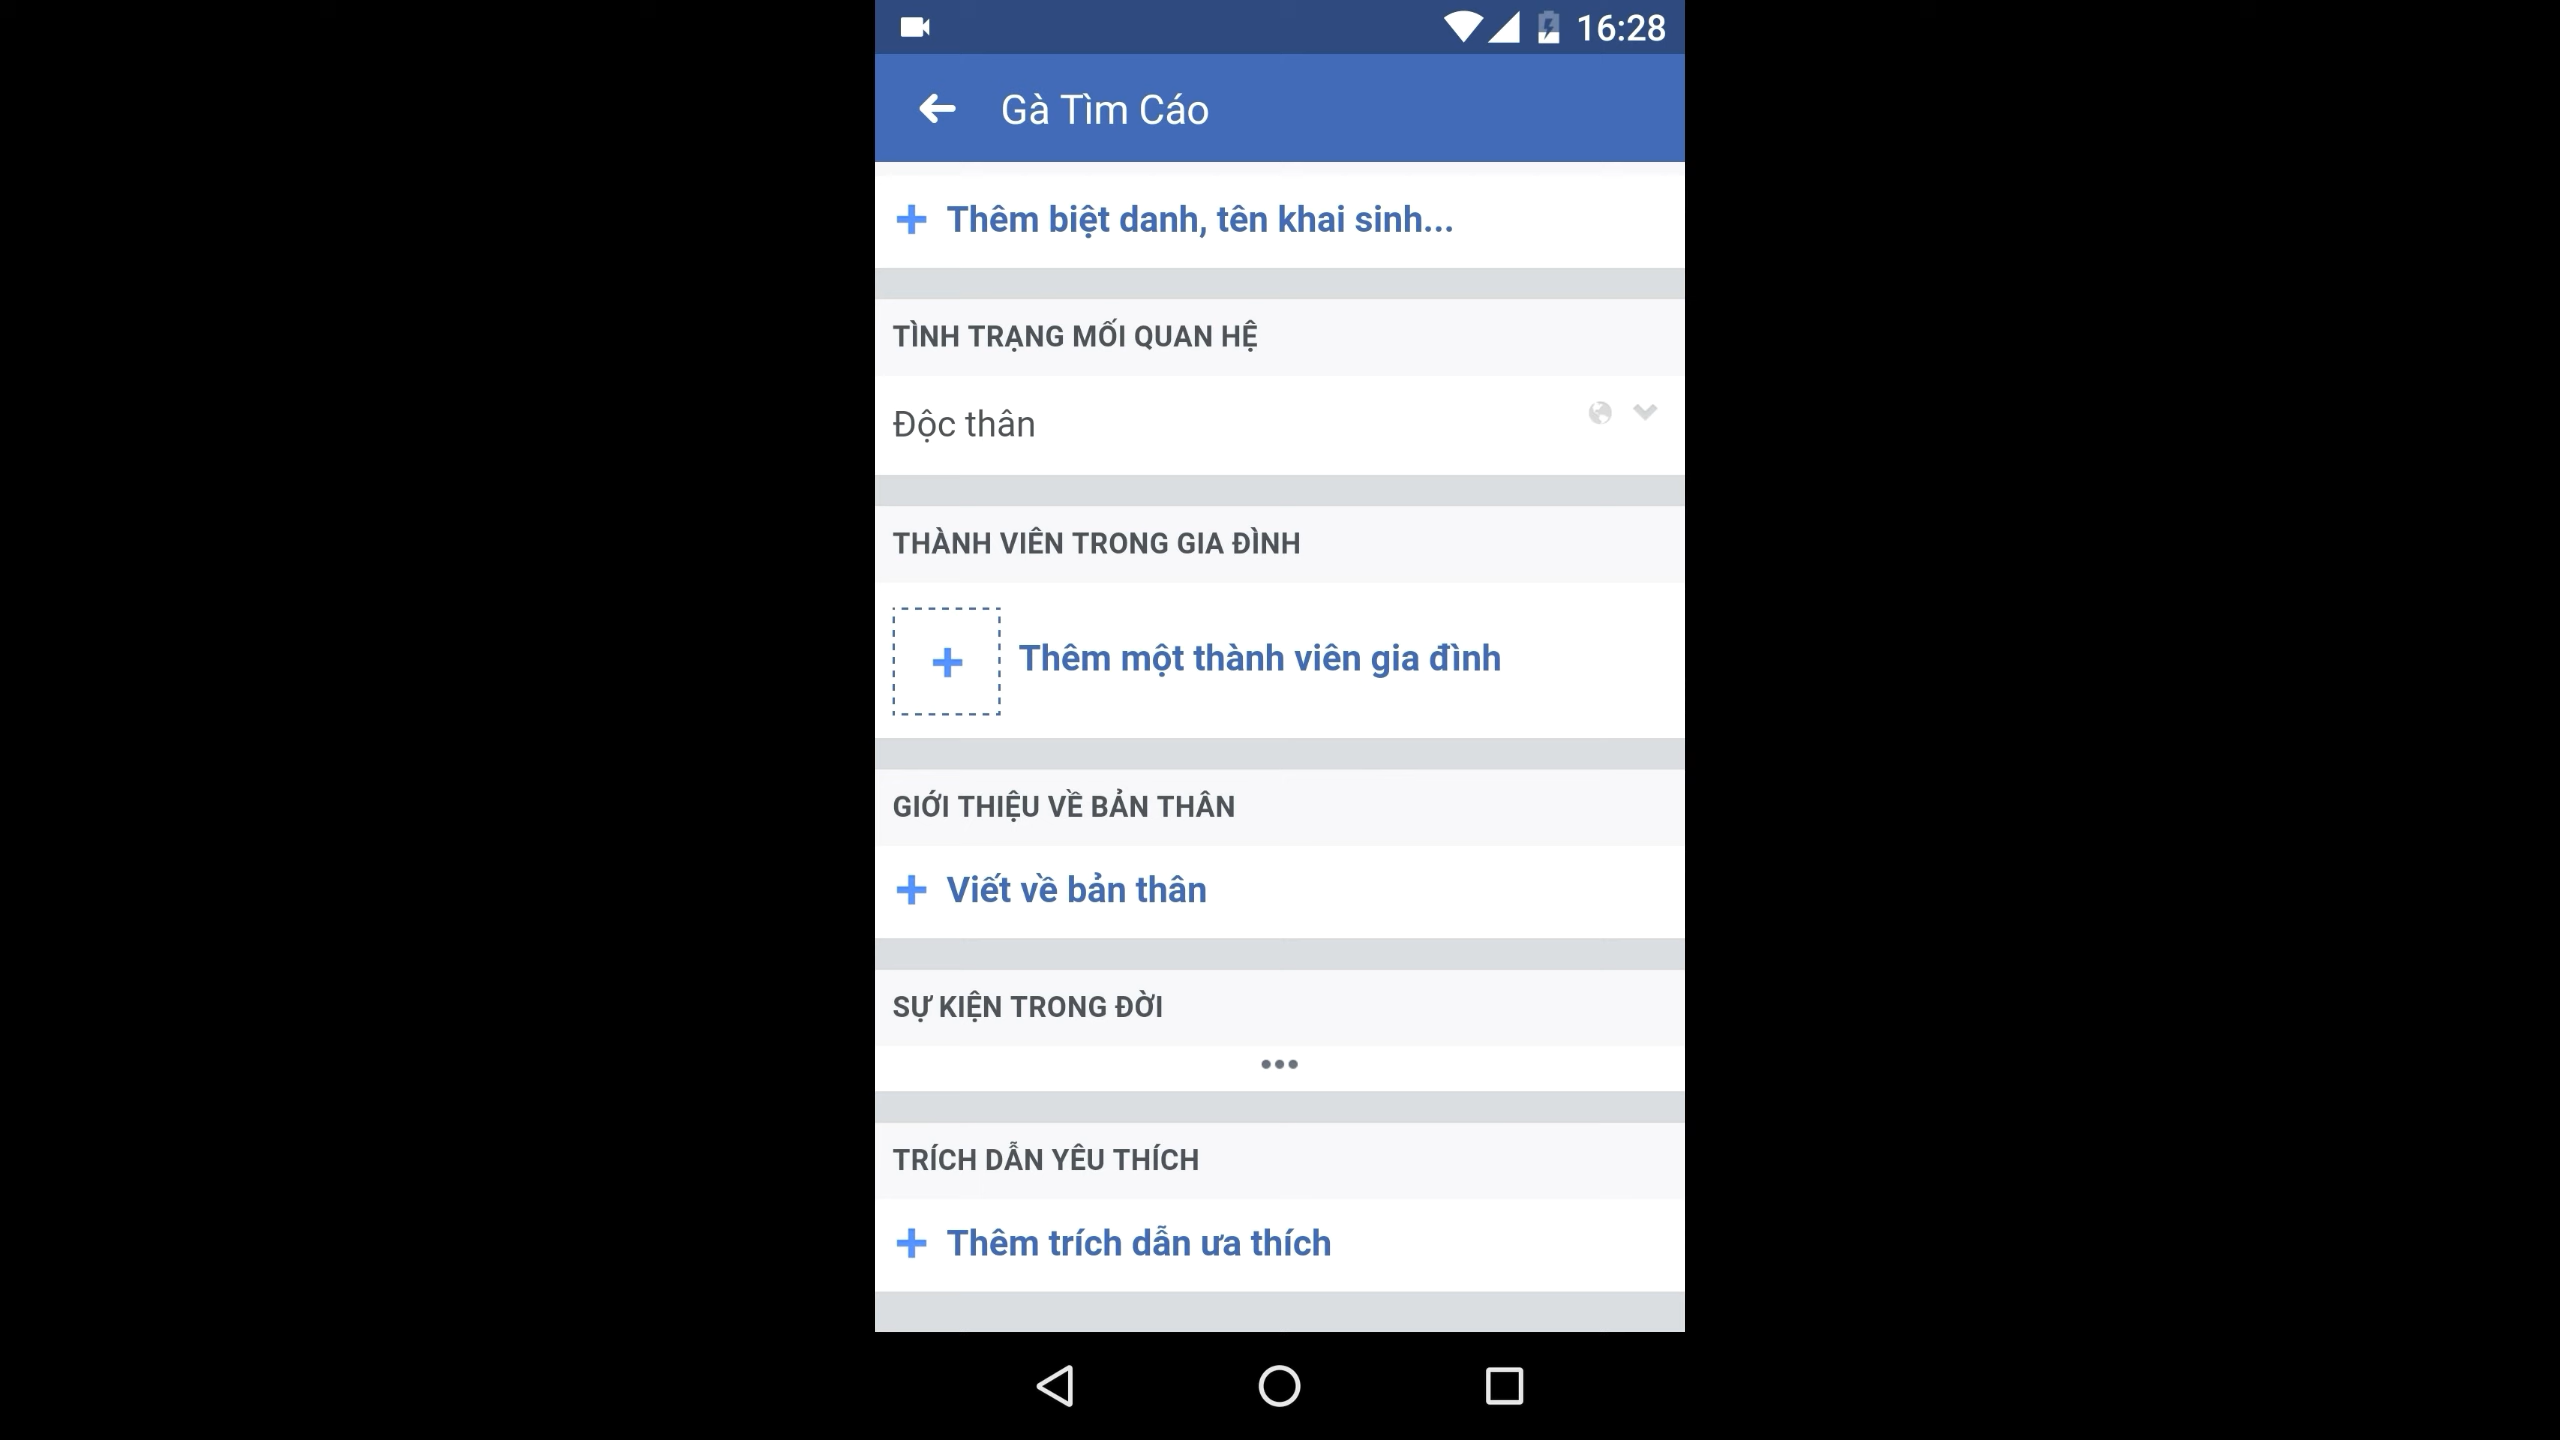 16:28
Gà Tìm Cáo
Thêm biệt danh, tên khai sinh...
TÌNH TRẠNG MỐI QUAN HỆ
Độc thân
THÀNH VIÊN TRONG GIA ĐÌNH
Thêm một thành viên gia đình
GIỚI THIỆU VỀ BẢN THÂN
Viết về bản thân
SỰ KIỆN TRONG ĐỜI
TRÍCH DẪN YÊU THÍCH
Thêm trích dẫn ưa thích